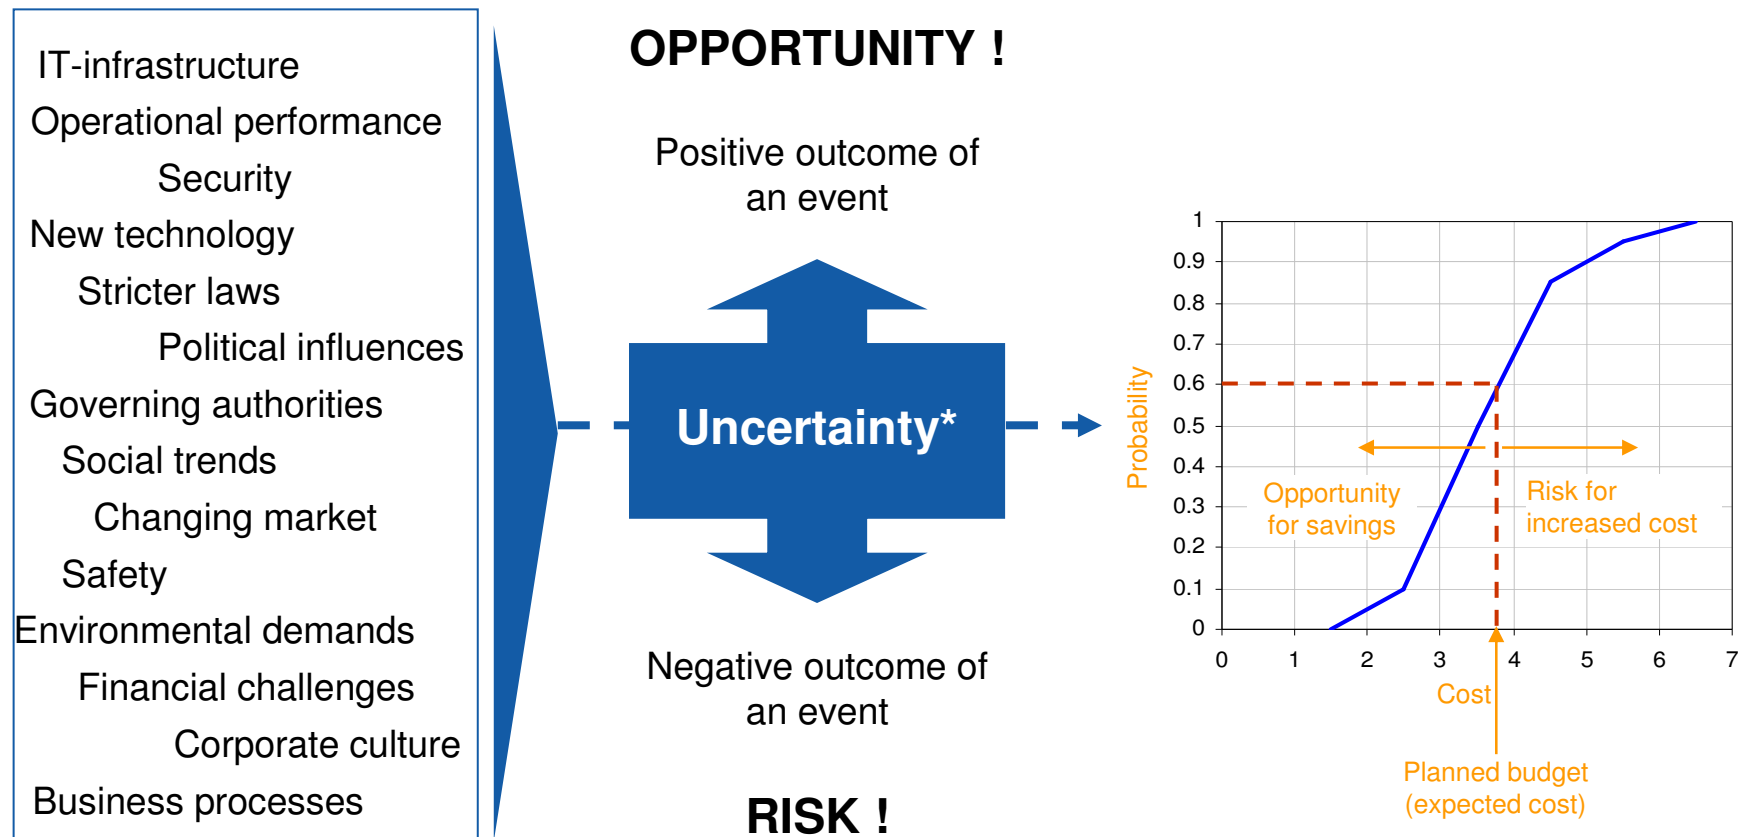 IT-infrastructure
Operational performance
Security
New technology
Stricter laws
Political influences
Governing authorities
Social trends
Changing market
Safety
Environmental demands
Financial challenges
Corporate culture
Business processes
OPPORTUNITY !
Positive outcome of
an event
Uncertainty*
Negative outcome of
an event
RISK !
1
0.9
0.8
0.7
0.6
0.5
0.4
0.3
0.2
0.1
0
Probability
Opportunity
for savings
Risk for
increased cost
0 1 2 3 4 5 6 7
Cost
Planned budget
(expected cost)